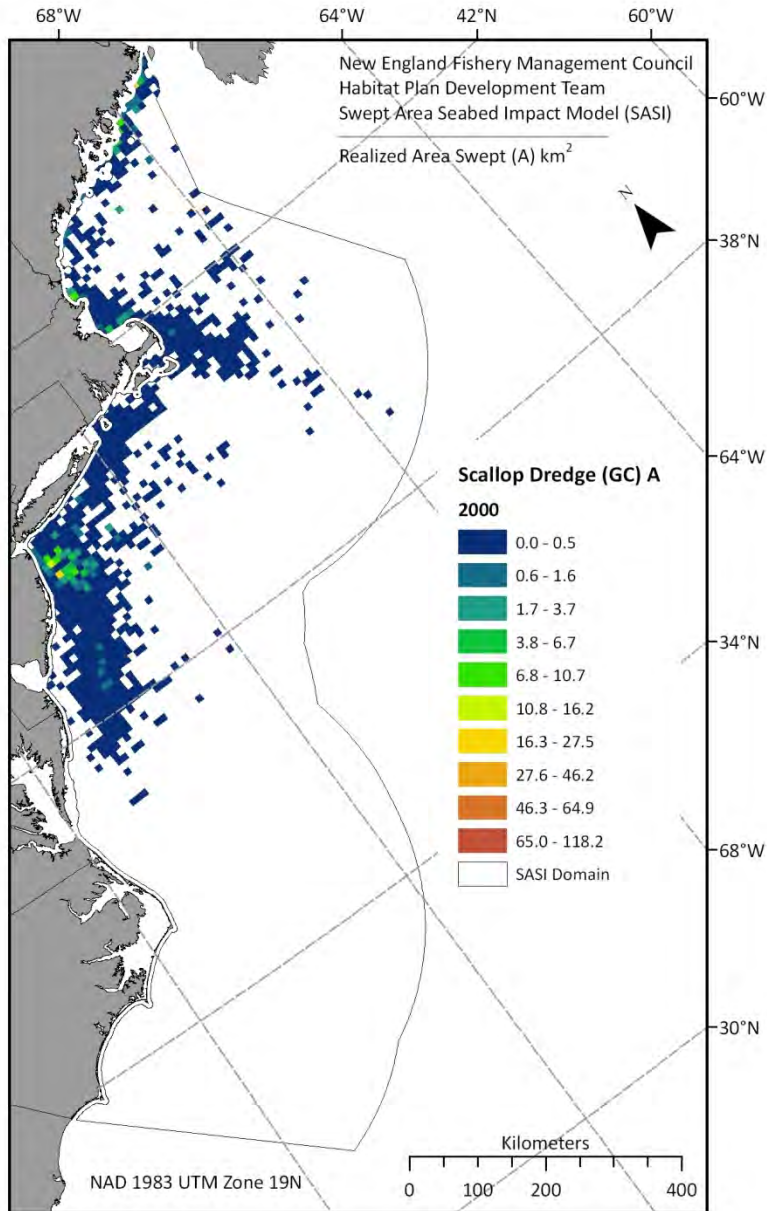 68°W 64°W 42°N 60°W
New England Fishery Management Council
Habitat Plan Development Team
Swept Area Seabed Impact Model (SASI)
Realized Area Swept (A) km²
60°W
N
38°N
64°W
Scallop Dredge (GC) A
2000
0.0 - 0.5
0.6 - 1.6
1.7 - 3.7
3.8 - 6.7
6.8 - 10.7
10.8 - 16.2
16.3 - 27.5
27.6 - 46.2
46.3 - 64.9
65.0 - 118.2
SASI Domain
34°N
68°W
30°N
Kilometers
0 100 200 400
NAD 1983 UTM Zone 19N